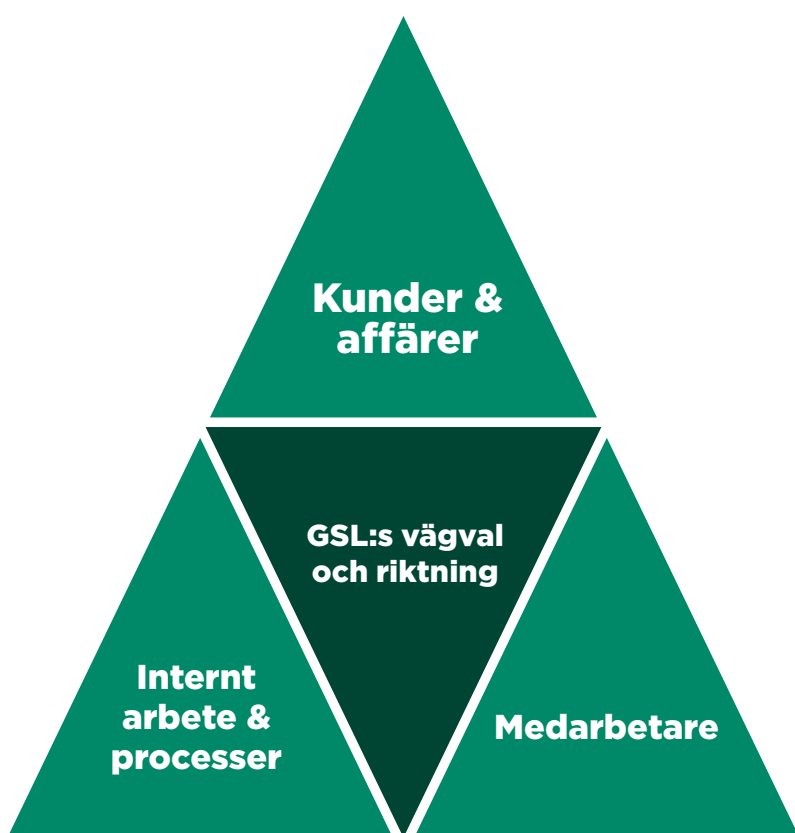 Kunder &
affärer
GSL:s vägval
och riktning
Internt
arbete &
processer
Medarbetare